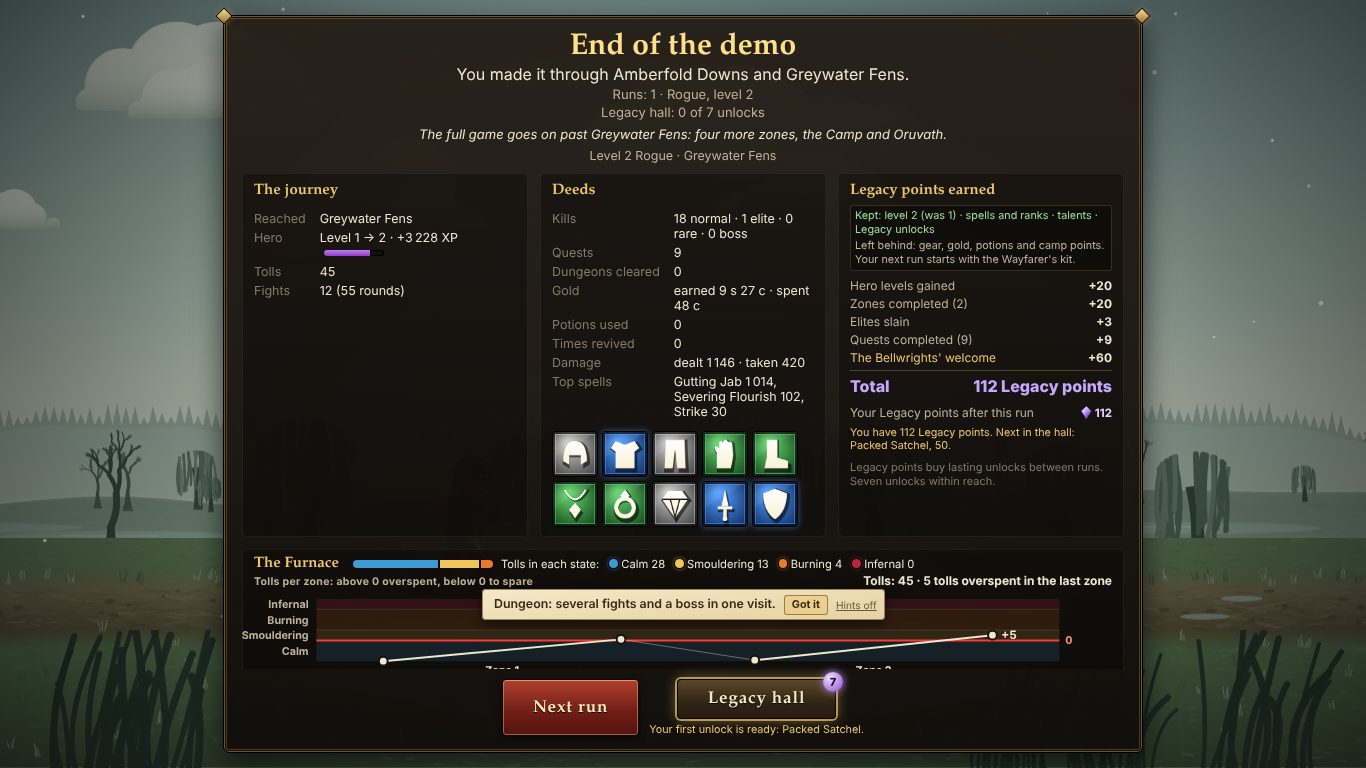 End of the demo
You made it through Amberfold Downs and Greywater Fens.
Runs: 1 · Rogue, level 2
Legacy hall: 0 of 7 unlocks
The full game goes on past Greywater Fens: four more zones, the Camp and Oruvath.
Level 2 Rogue · Greywater Fens
The journey
Reached Greywater Fens
Hero Level 1 → 2 · +3 228 XP
Tolls 45
Fights 12 (55 rounds)
Deeds
Kills 18 normal · 1 elite · 0
rare · 0 boss
Quests 9
Dungeons cleared 0
Gold earned 9 s 27 c · spent
48 c
Potions used 0
Times revived 0
Damage dealt 1 146 · taken 420
Top spells Gutting Jab 1 014,
Severing Flourish 102,
Strike 30
Legacy points earned
Kept: level 2 (was 1) · spells and ranks · talents ·
Legacy unlocks
Left behind: gear, gold, potions and camp points.
Your next run starts with the Wayfarer's kit.
Hero levels gained +20
Zones completed (2) +20
Elites slain +3
Quests completed (9) +9
The Bellwrights' welcome +60
Total 112 Legacy points
Your Legacy points after this run 112
You have 112 Legacy points. Next in the hall:
Packed Satchel, 50.
Legacy points buy lasting unlocks between runs.
Seven unlocks within reach.
The Furnace Tolls in each state: Calm 28 Smouldering 13 Burning 4 Infernal 0
Tolls per zone: above 0 overspent, below 0 to spare Tolls: 45 · 5 tolls overspent in the last zone
Dungeon: several fights and a boss in one visit. Got it Hints off
Infernal
Burning
Smouldering +5 0
Calm
Next run
Legacy hall 7
Your first unlock is ready: Packed Satchel.